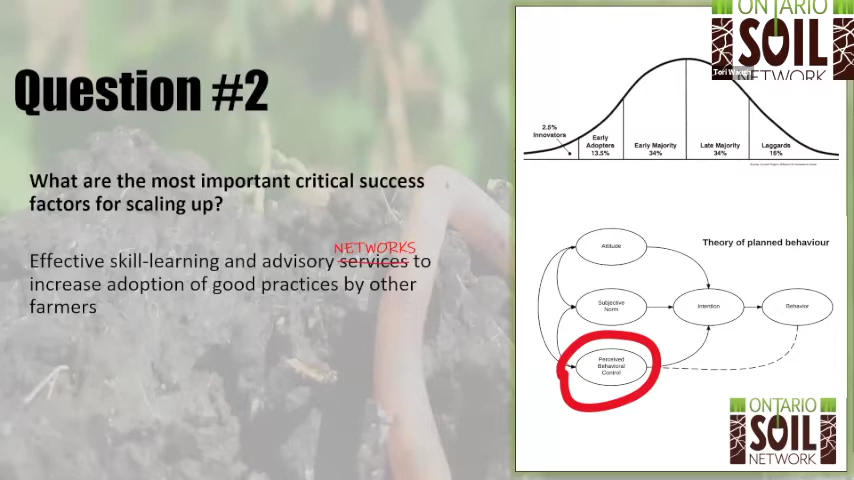 Question #2
What are the most important critical success
factors for scaling up?
NETWORKS
Effective skill-learning and advisory services to
increase adoption of good practices by other
farmers
ONTARIO
SOIL
NETWORK
Tori Waugh
2.5%
Innovators
Early
Adopters
13.5%
Early Majority
34%
Late Majority
34%
Laggards
16%
Theory of planned behaviour
Attitude
Subjective
Norm
Intention
Behavior
Perceived
Behavioral
Control
ONTARIO
SOIL
NETWORK